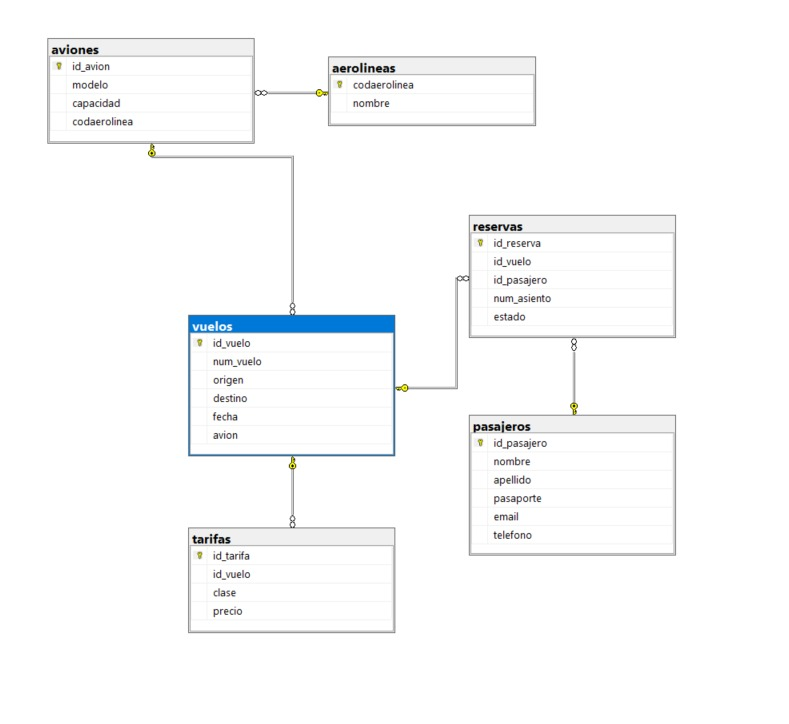 aviones
id_avion
modelo
capacidad
codaerolinea
aerolineas
codaerolinea
nombre
reservas
id_reserva
id_vuelo
id_pasajero
num_asiento
estado
vuelos
id_vuelo
num_vuelo
origen
destino
fecha
avion
pasajeros
id_pasajero
nombre
apellido
pasaporte
email
telefono
tarifas
id_tarifa
id_vuelo
clase
precio